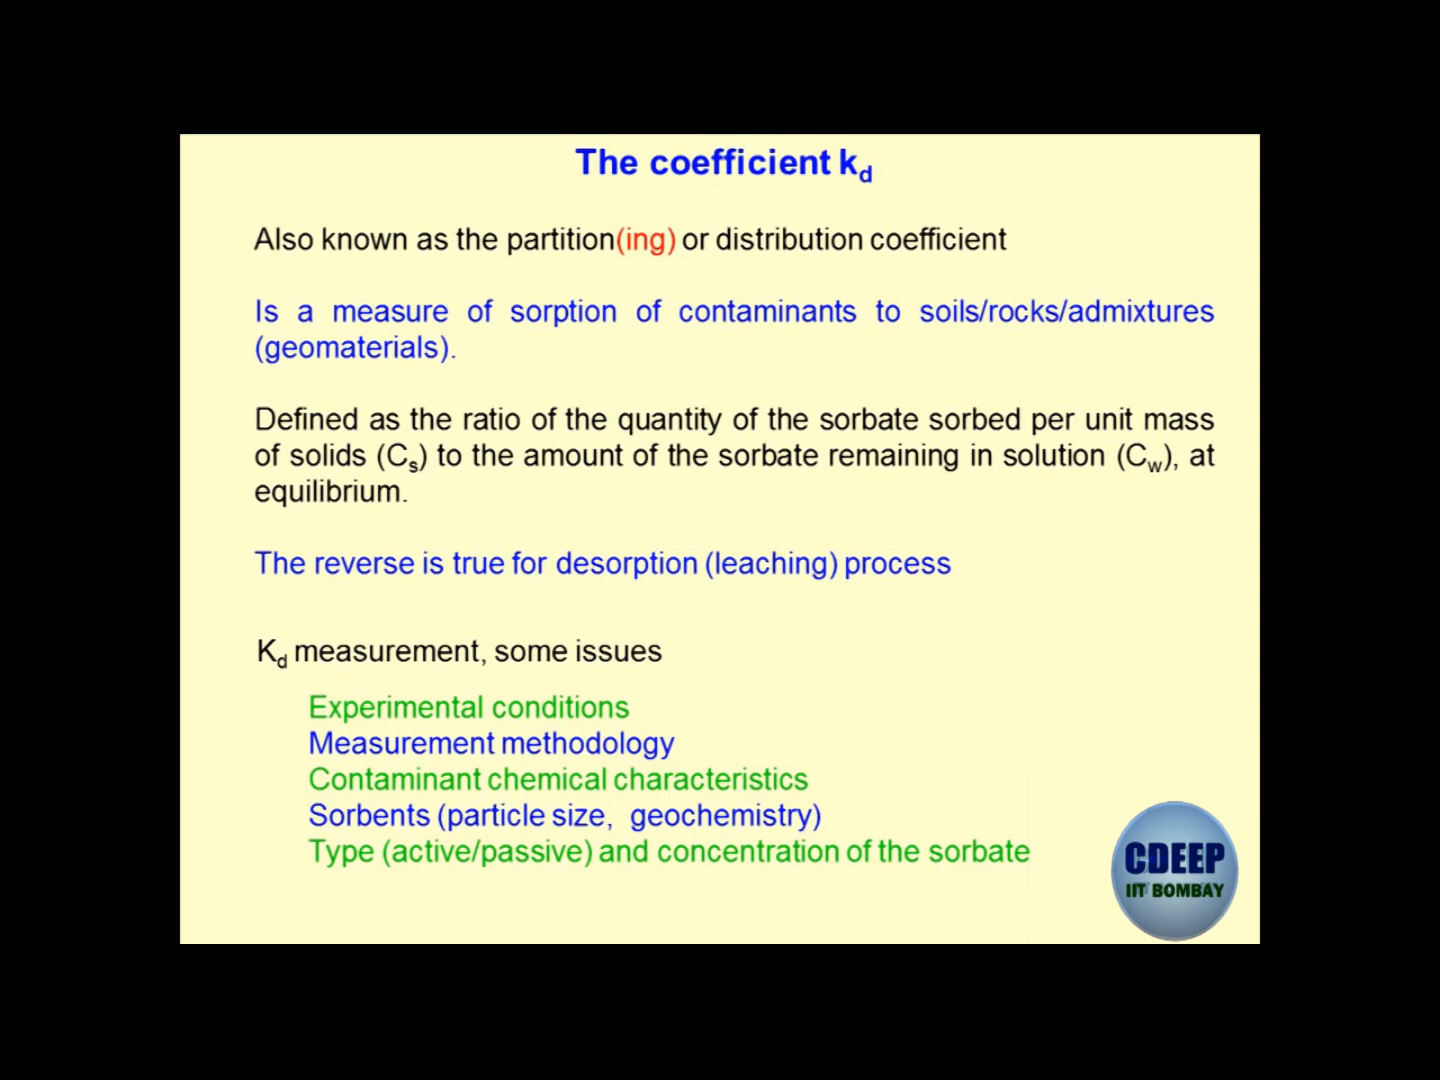 The coefficient kd
Also known as the partition(ing) or distribution coefficient
Is a measure of sorption of contaminants to soils/rocks/admixtures
(geomaterials).
Defined as the ratio of the quantity of the sorbate sorbed per unit mass
of solids (Cs) to the amount of the sorbate remaining in solution (Cw), at
equilibrium.
The reverse is true for desorption (leaching) process
Kd measurement, some issues
Experimental conditions
Measurement methodology
Contaminant chemical characteristics
Sorbents (particle size, geochemistry)
Type (active/passive) and concentration of the sorbate
CDEEP
IIT BOMBAY